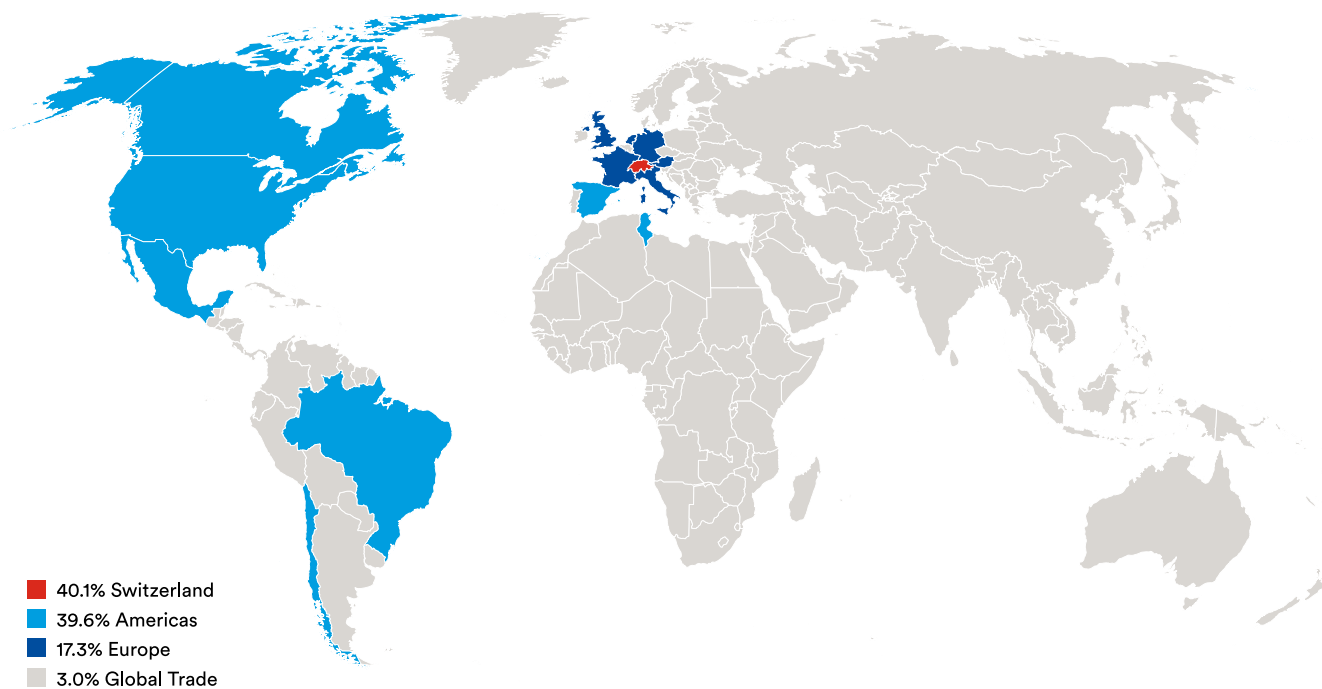 40.1% Switzerland
39.6% Americas
17.3% Europe
3.0% Global Trade